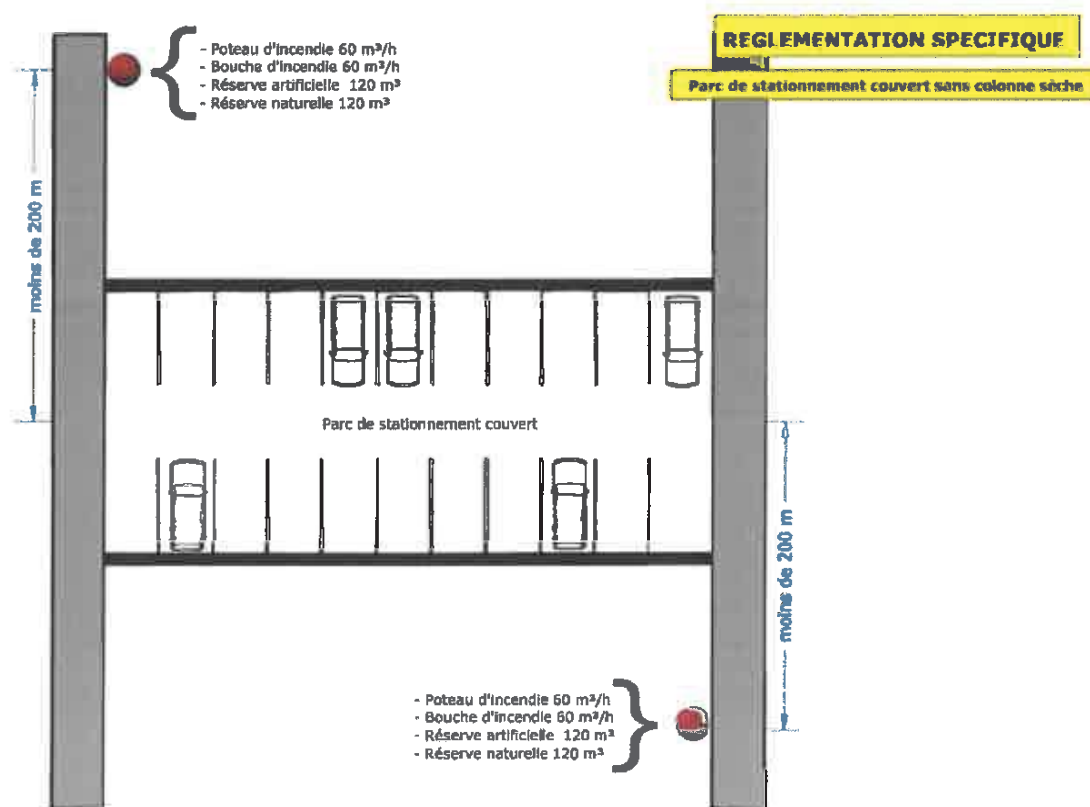 REGLEMENTATION SPECIFIQUE
Parc de stationnement couvert sans colonne sèche
- Poteau d'incendie 60 m³/h
- Bouche d'incendie 60 m³/h
- Réserve artificielle 120 m³
- Réserve naturelle 120 m³
moins de 200 m
Parc de stationnement couvert
moins de 200 m
- Poteau d'incendie 60 m³/h
- Bouche d'incendie 60 m³/h
- Réserve artificielle 120 m³
- Réserve naturelle 120 m³